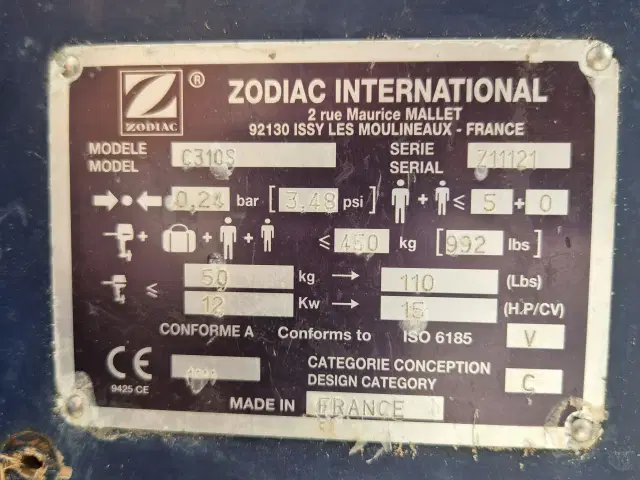 ZODIAC
®
ZODIAC INTERNATIONAL
2 rue Maurice MALLET
92130 ISSY LES MOULINEAUX - FRANCE
MODELE
MODEL
C310S
SERIE
SERIAL
Z11121
0,24 bar [3,48 psi] + ≤ 5 + 0
+ + + ≤ 450 kg [992 lbs]
≤ 50 kg → 110 (Lbs)
12 Kw → 15 (H.P/CV)
CONFORME A Conforms to ISO 6185 V
CE
9425 CE
CATEGORIE CONCEPTION
DESIGN CATEGORY
C
MADE IN FRANCE